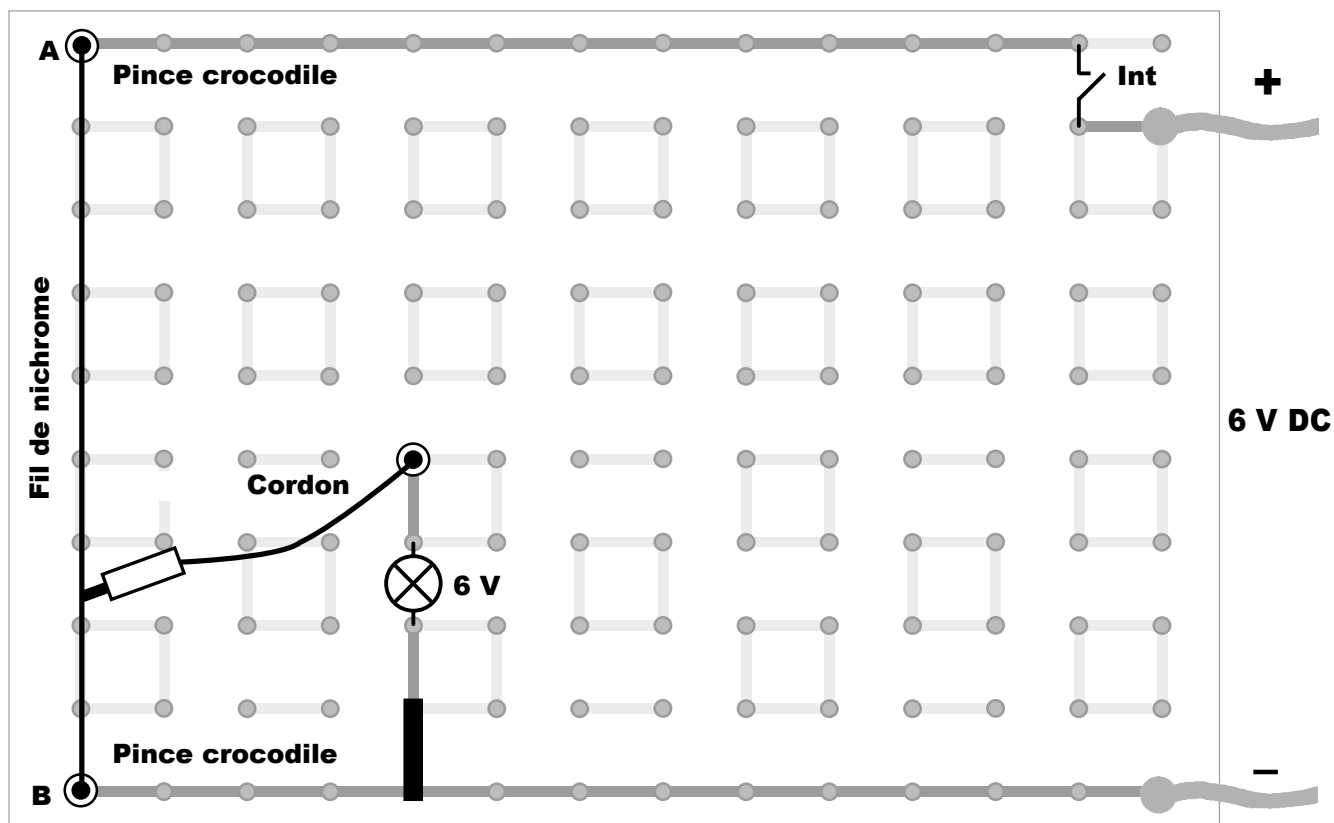 A
Pince crocodile
Int
+
Fil de nichrome
6 V DC
Cordon
6 V
Pince crocodile
B
–